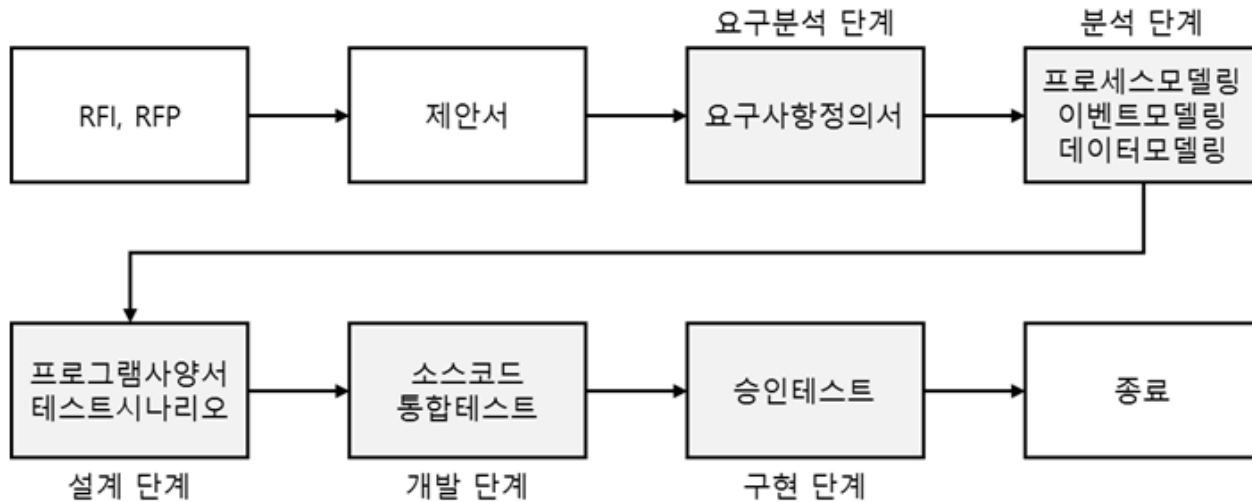 요구분석 단계
분석 단계
RFI, RFP
제안서
요구사항정의서
프로세스모델링
이벤트모델링
데이터모델링
프로그램사양서
테스트시나리오
소스코드
통합테스트
승인테스트
종료
설계 단계
개발 단계
구현 단계